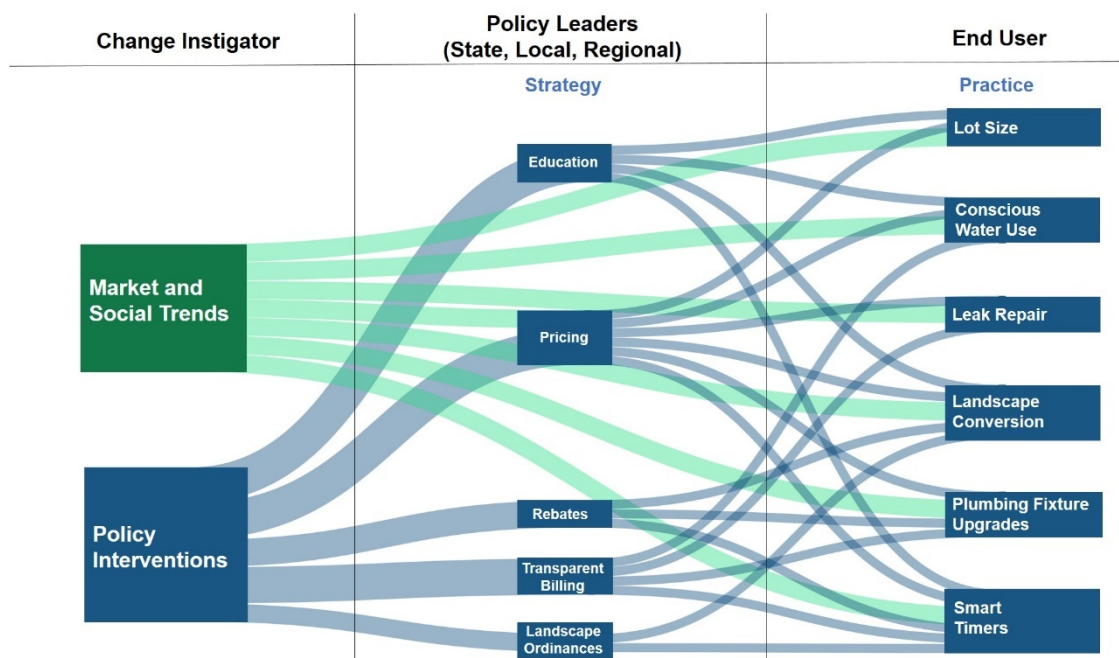 Change Instigator
Policy Leaders
(State, Local, Regional)
End User
Strategy
Practice
Market and
Social Trends
Policy
Interventions
Education
Pricing
Rebates
Transparent
Billing
Landscape
Ordinances
Lot Size
Conscious
Water Use
Leak Repair
Landscape
Conversion
Plumbing Fixture
Upgrades
Smart
Timers